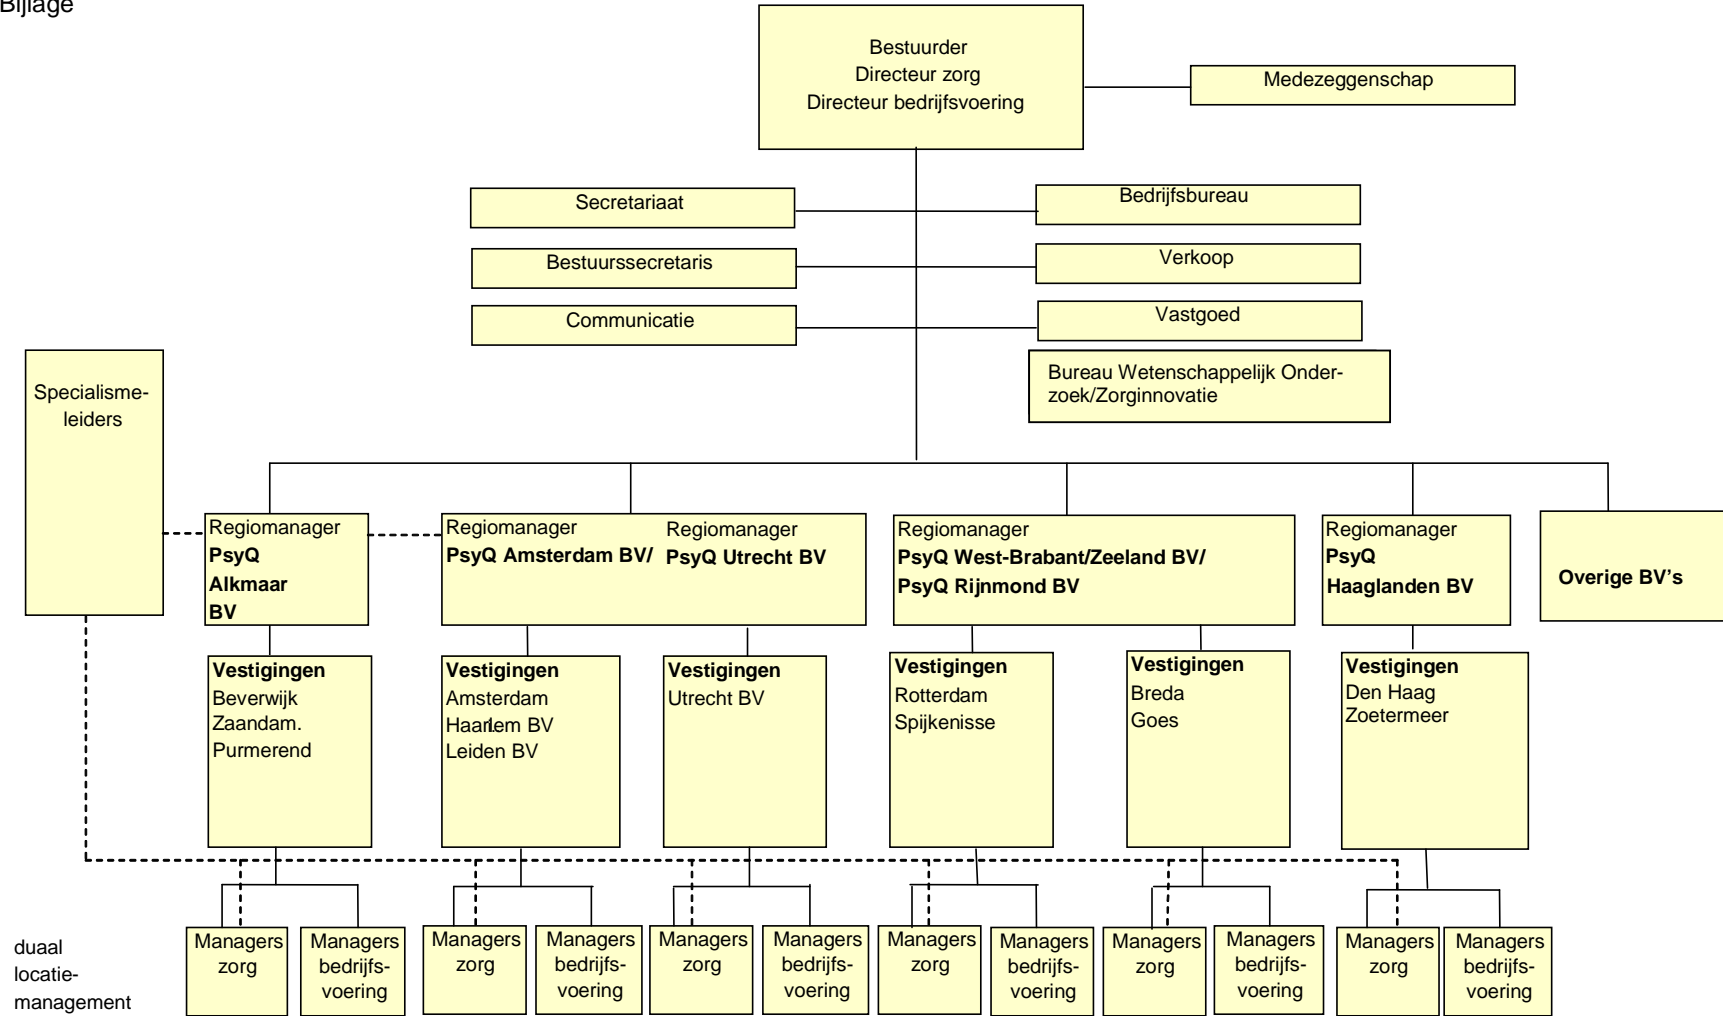 Bijlage
Bestuurder
Directeur zorg
Directeur bedrijfsvoering
Medezeggenschap
Secretariaat
Bedrijfsbureau
Bestuurssecretaris
Verkoop
Communicatie
Vastgoed
Bureau Wetenschappelijk Onder-
zoek/Zorginnovatie
Specialisme-
leiders
Regiomanager
PsyQ
Alkmaar
BV
Regiomanager
PsyQ Amsterdam BV/
Regiomanager
PsyQ Utrecht BV
Regiomanager
PsyQ West-Brabant/Zeeland BV/
PsyQ Rijnmond BV
Regiomanager
PsyQ
Haaglanden BV
Overige BV's
Vestigingen
Beverwijk
Zaandam.
Purmerend
Vestigingen
Amsterdam
Haarlem BV
Leiden BV
Vestigingen
Utrecht BV
Vestigingen
Rotterdam
Spijkenisse
Vestigingen
Breda
Goes
Vestigingen
Den Haag
Zoetermeer
duaal
locatie-
management
Managers
zorg
Managers
bedrijfs-
voering
Managers
zorg
Managers
bedrijfs-
voering
Managers
zorg
Managers
bedrijfs-
voering
Managers
zorg
Managers
bedrijfs-
voering
Managers
zorg
Managers
bedrijfs-
voering
Managers
zorg
Managers
bedrijfs-
voering